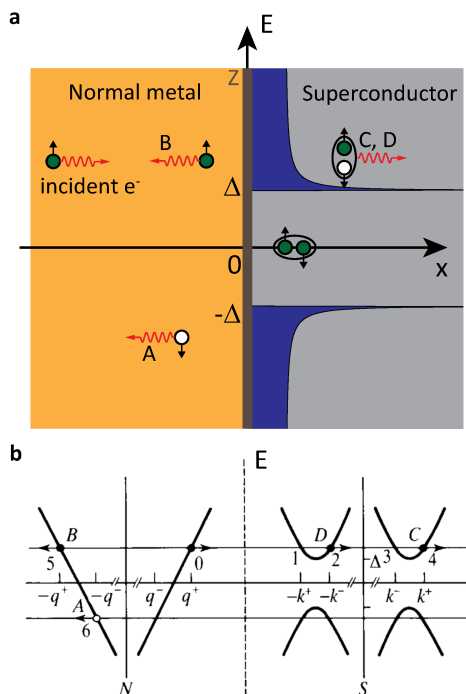 a
E
Normal metal
Z
Superconductor
B
C, D
incident e⁻
Δ
0
x
-Δ
A
b
E
B
D
C
5
0
1
2
Δ
3
4
-q⁺
-q⁻
q⁻
q⁺
-k⁺
-k⁻
k⁻
k⁺
A
6
N
S